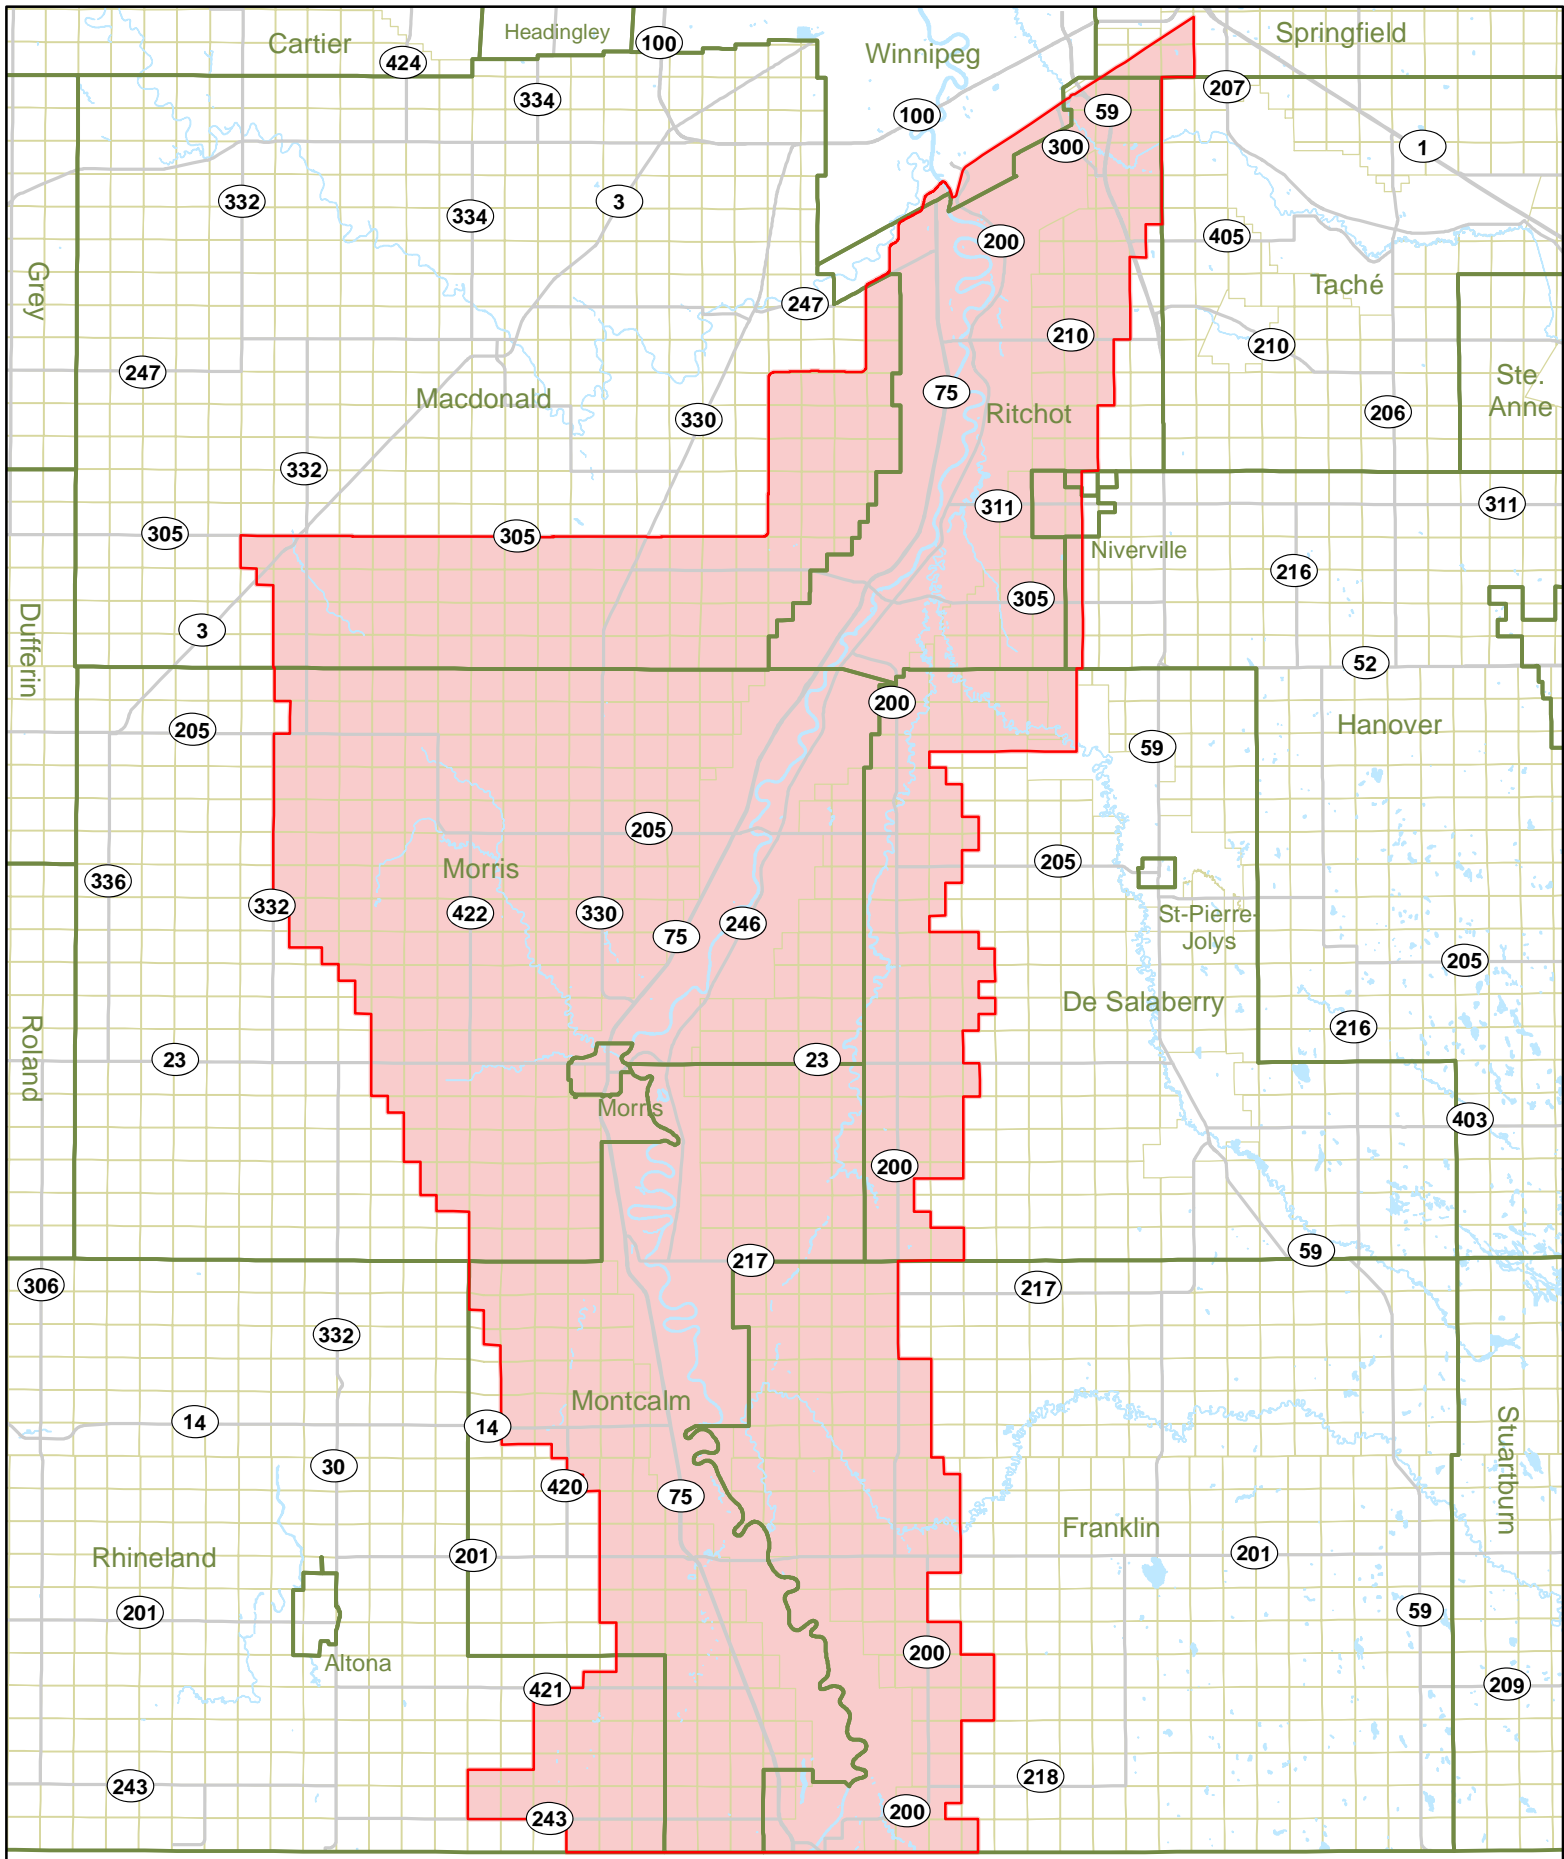 Cartier
Headingley
100
Winnipeg
Springfield
424
334
207
59
100
300
1
332
334
3
200
405
Grey
Taché
247
210
210
247
Macdonald
75
Ste.
Anne
330
Ritchot
206
332
311
311
305
305
Niverville
216
305
Dufferin
3
52
200
205
Hanover
59
205
205
Morris
336
332
422
330
75
246
St-Pierre-
Jolys
205
De Salaberry
216
Roland
23
23
Morris
403
200
217
59
306
217
332
Montcalm
14
14
Stuartburn
30
420
75
Franklin
Rhineland
201
201
201
59
200
Altona
421
209
243
218
243
200